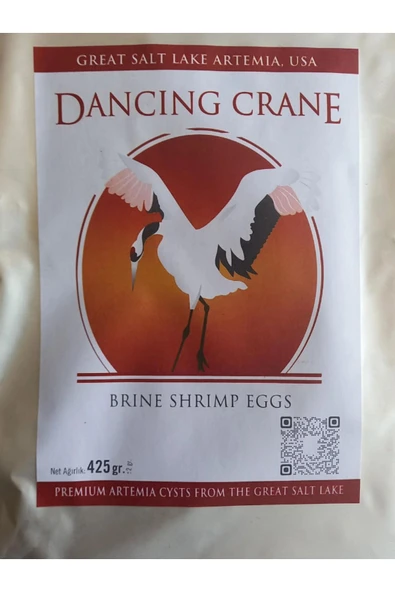 GREAT SALT LAKE ARTEMIA, USA
DANCING CRANE
BRINE SHRIMP EGGS
Net Ağırlık: 425 gr.
PREMIUM ARTEMIA CYSTS FROM THE GREAT SALT LAKE